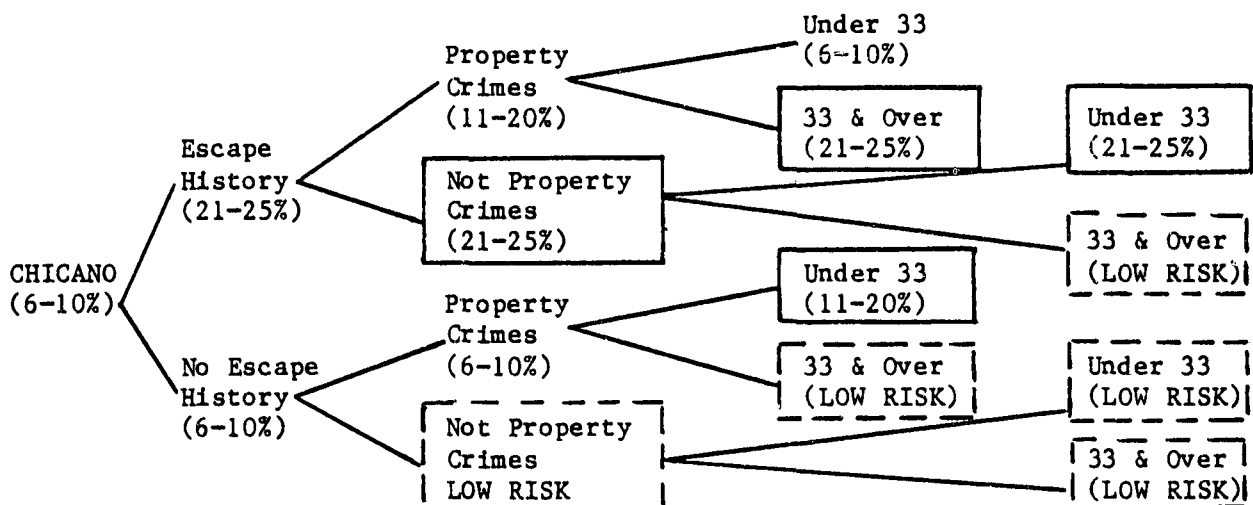 CHICANO
(6-10%)
Escape
History
(21-25%)
Property
Crimes
(11-20%)
Under 33
(6-10%)
33 & Over
(21-25%)
Not Property
Crimes
(21-25%)
Under 33
(21-25%)
33 & Over
(LOW RISK)
No Escape
History
(6-10%)
Property
Crimes
(6-10%)
Under 33
(11-20%)
33 & Over
(LOW RISK)
Not Property
Crimes
LOW RISK
Under 33
(LOW RISK)
33 & Over
(LOW RISK)